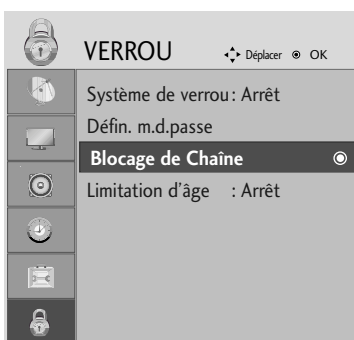 VERROU Déplacer OK
Système de verrou : Arrêt
Défin. m.d.passe
Blocage de Chaîne
Limitation d'âge : Arrêt